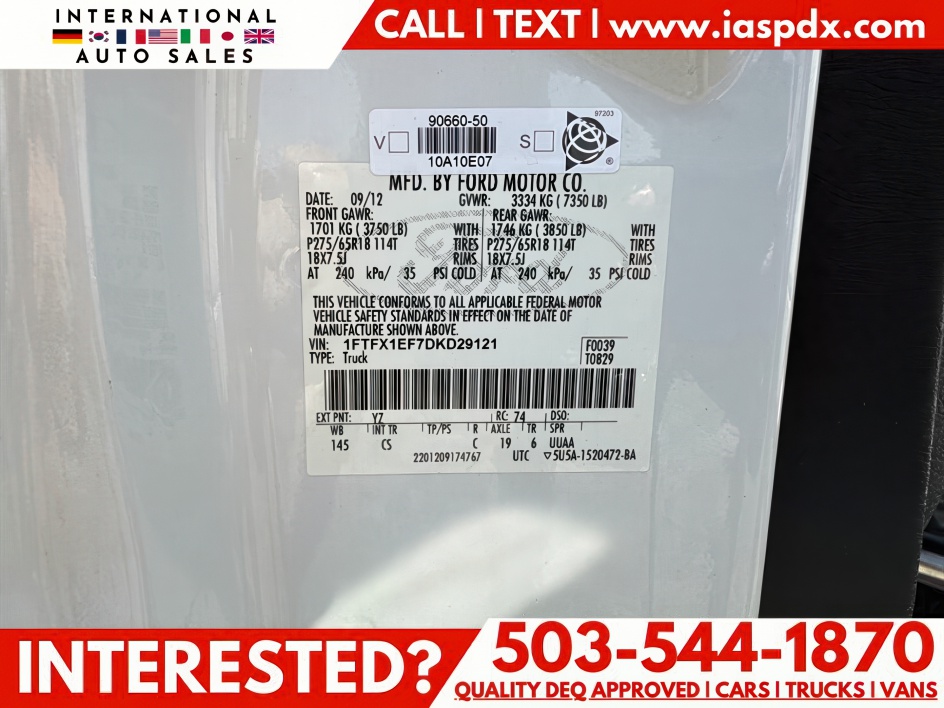 INTERNATIONAL
AUTO SALES
CALL | TEXT | www.iaspdx.com
90660-50
V
S
97203
®
10A10E07
MFD. BY FORD MOTOR CO.
DATE: 09/12 GVWR: 3334 KG ( 7350 LB)
FRONT GAWR: REAR GAWR:
1701 KG ( 3750 LB) WITH 1746 KG ( 3850 LB) WITH
P275/65R18 114T TIRES P275/65R18 114T TIRES
18X7.5J RIMS 18X7.5J RIMS
AT 240 kPa/ 35 PSI COLD AT 240 kPa/ 35 PSI COLD
THIS VEHICLE CONFORMS TO ALL APPLICABLE FEDERAL MOTOR
VEHICLE SAFETY STANDARDS IN EFFECT ON THE DATE OF
MANUFACTURE SHOWN ABOVE.
VIN: 1FTFX1EF7DKD29121 F0039
TYPE: Truck T0829
EXT PNT: YZ RC: 74 DSO:
WB INT TR TP/PS R AXLE TR SPR
145 CS C 19 6 UUAA
2201209174767 UTC ▽5U5A-1520472-BA
INTERESTED?
503-544-1870
QUALITY DEQ APPROVED | CARS | TRUCKS | VANS